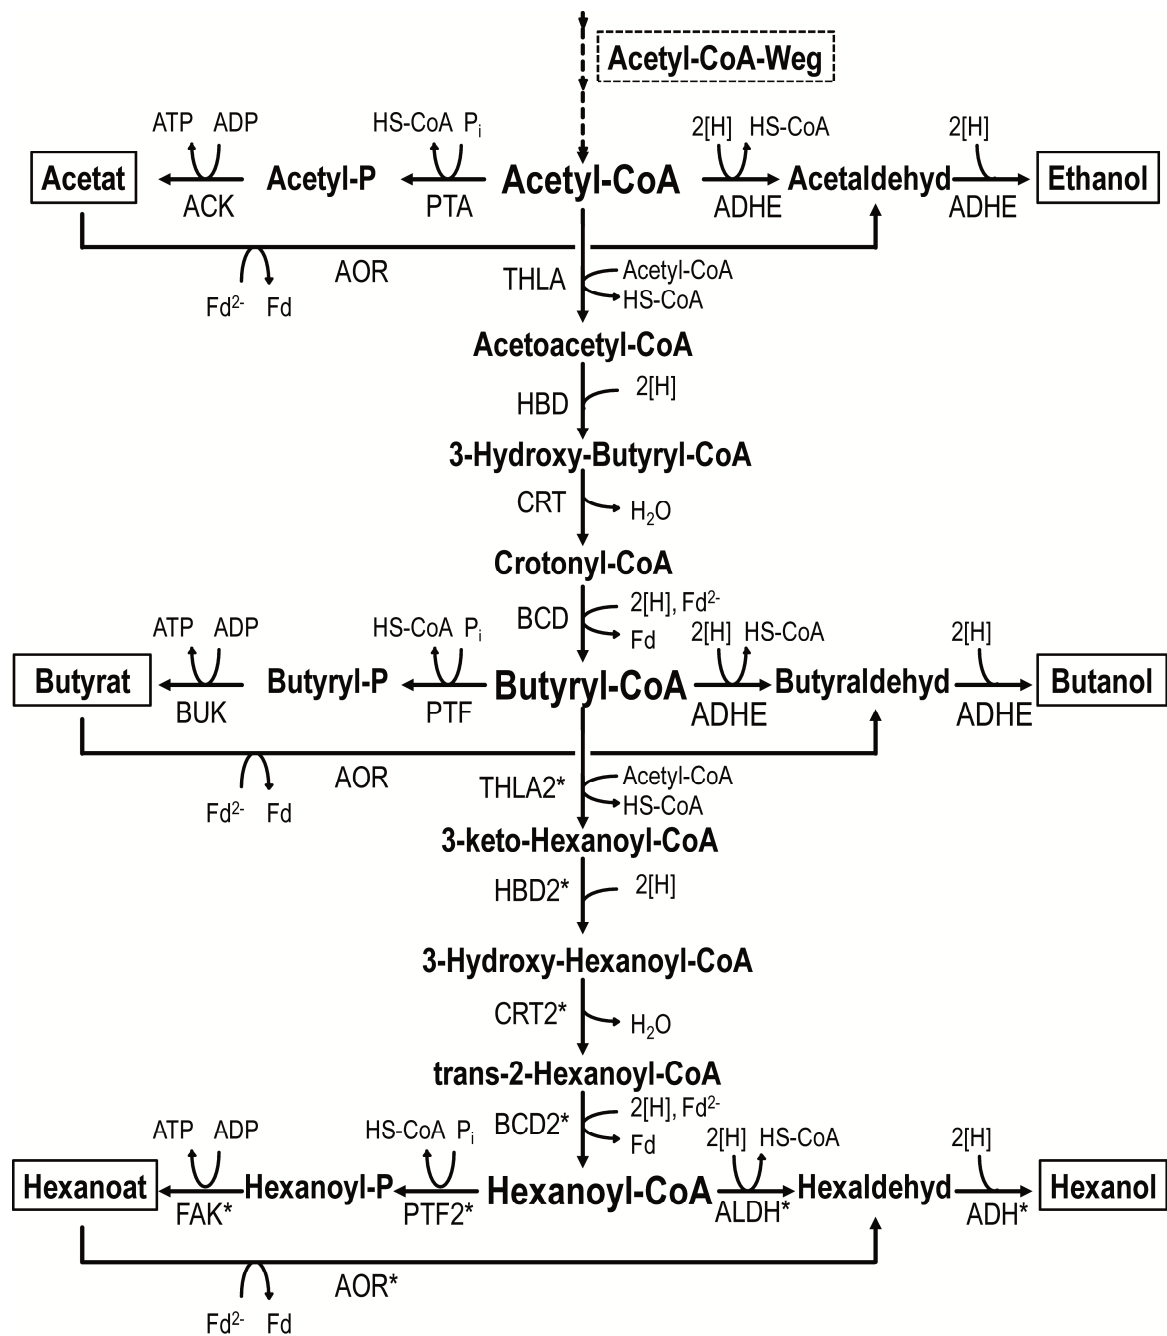 Acetyl-CoA-Weg
ATP ADP HS-CoA Pi 2[H] HS-CoA 2[H]
Acetat Acetyl-P Acetyl-CoA Acetaldehyd Ethanol
ACK PTA ADHE ADHE
AOR THLA Acetyl-CoA
Fd2- Fd HS-CoA
Acetoacetyl-CoA
HBD 2[H]
3-Hydroxy-Butyryl-CoA
CRT H2O
Crotonyl-CoA
BCD 2[H], Fd2-
Fd
ATP ADP HS-CoA Pi 2[H] HS-CoA 2[H]
Butyrat Butyryl-P Butyryl-CoA Butyraldehyd Butanol
BUK PTF ADHE ADHE
AOR THLA2* Acetyl-CoA
Fd2- Fd HS-CoA
3-keto-Hexanoyl-CoA
HBD2* 2[H]
3-Hydroxy-Hexanoyl-CoA
CRT2* H2O
trans-2-Hexanoyl-CoA
BCD2* 2[H], Fd2-
Fd
ATP ADP HS-CoA Pi 2[H] HS-CoA 2[H]
Hexanoat Hexanoyl-P Hexanoyl-CoA Hexaldehyd Hexanol
FAK* PTF2* ALDH* ADH*
AOR*
Fd2- Fd